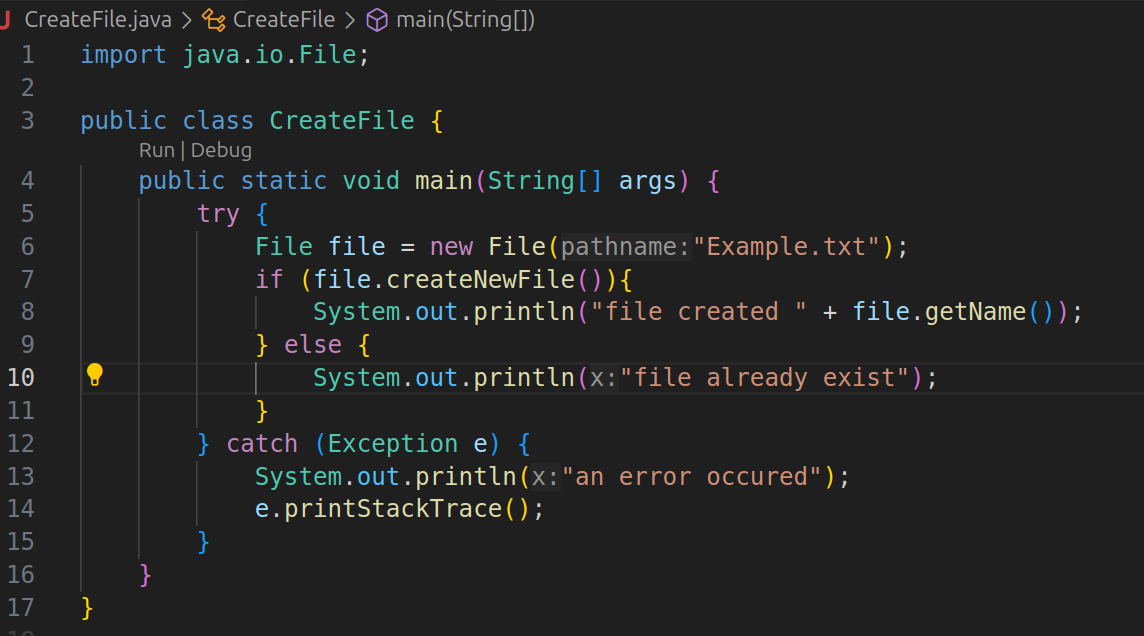 CreateFile.java > CreateFile > main(String[])
1 import java.io.File;
2
3 public class CreateFile {
Run | Debug
4 public static void main(String[] args) {
5 try {
6 File file = new File(pathname:"Example.txt");
7 if (file.createNewFile()){
8 System.out.println("file created " + file.getName());
9 } else {
10 System.out.println(x:"file already exist");
11 }
12 } catch (Exception e) {
13 System.out.println(x:"an error occured");
14 e.printStackTrace();
15 }
16 }
17 }